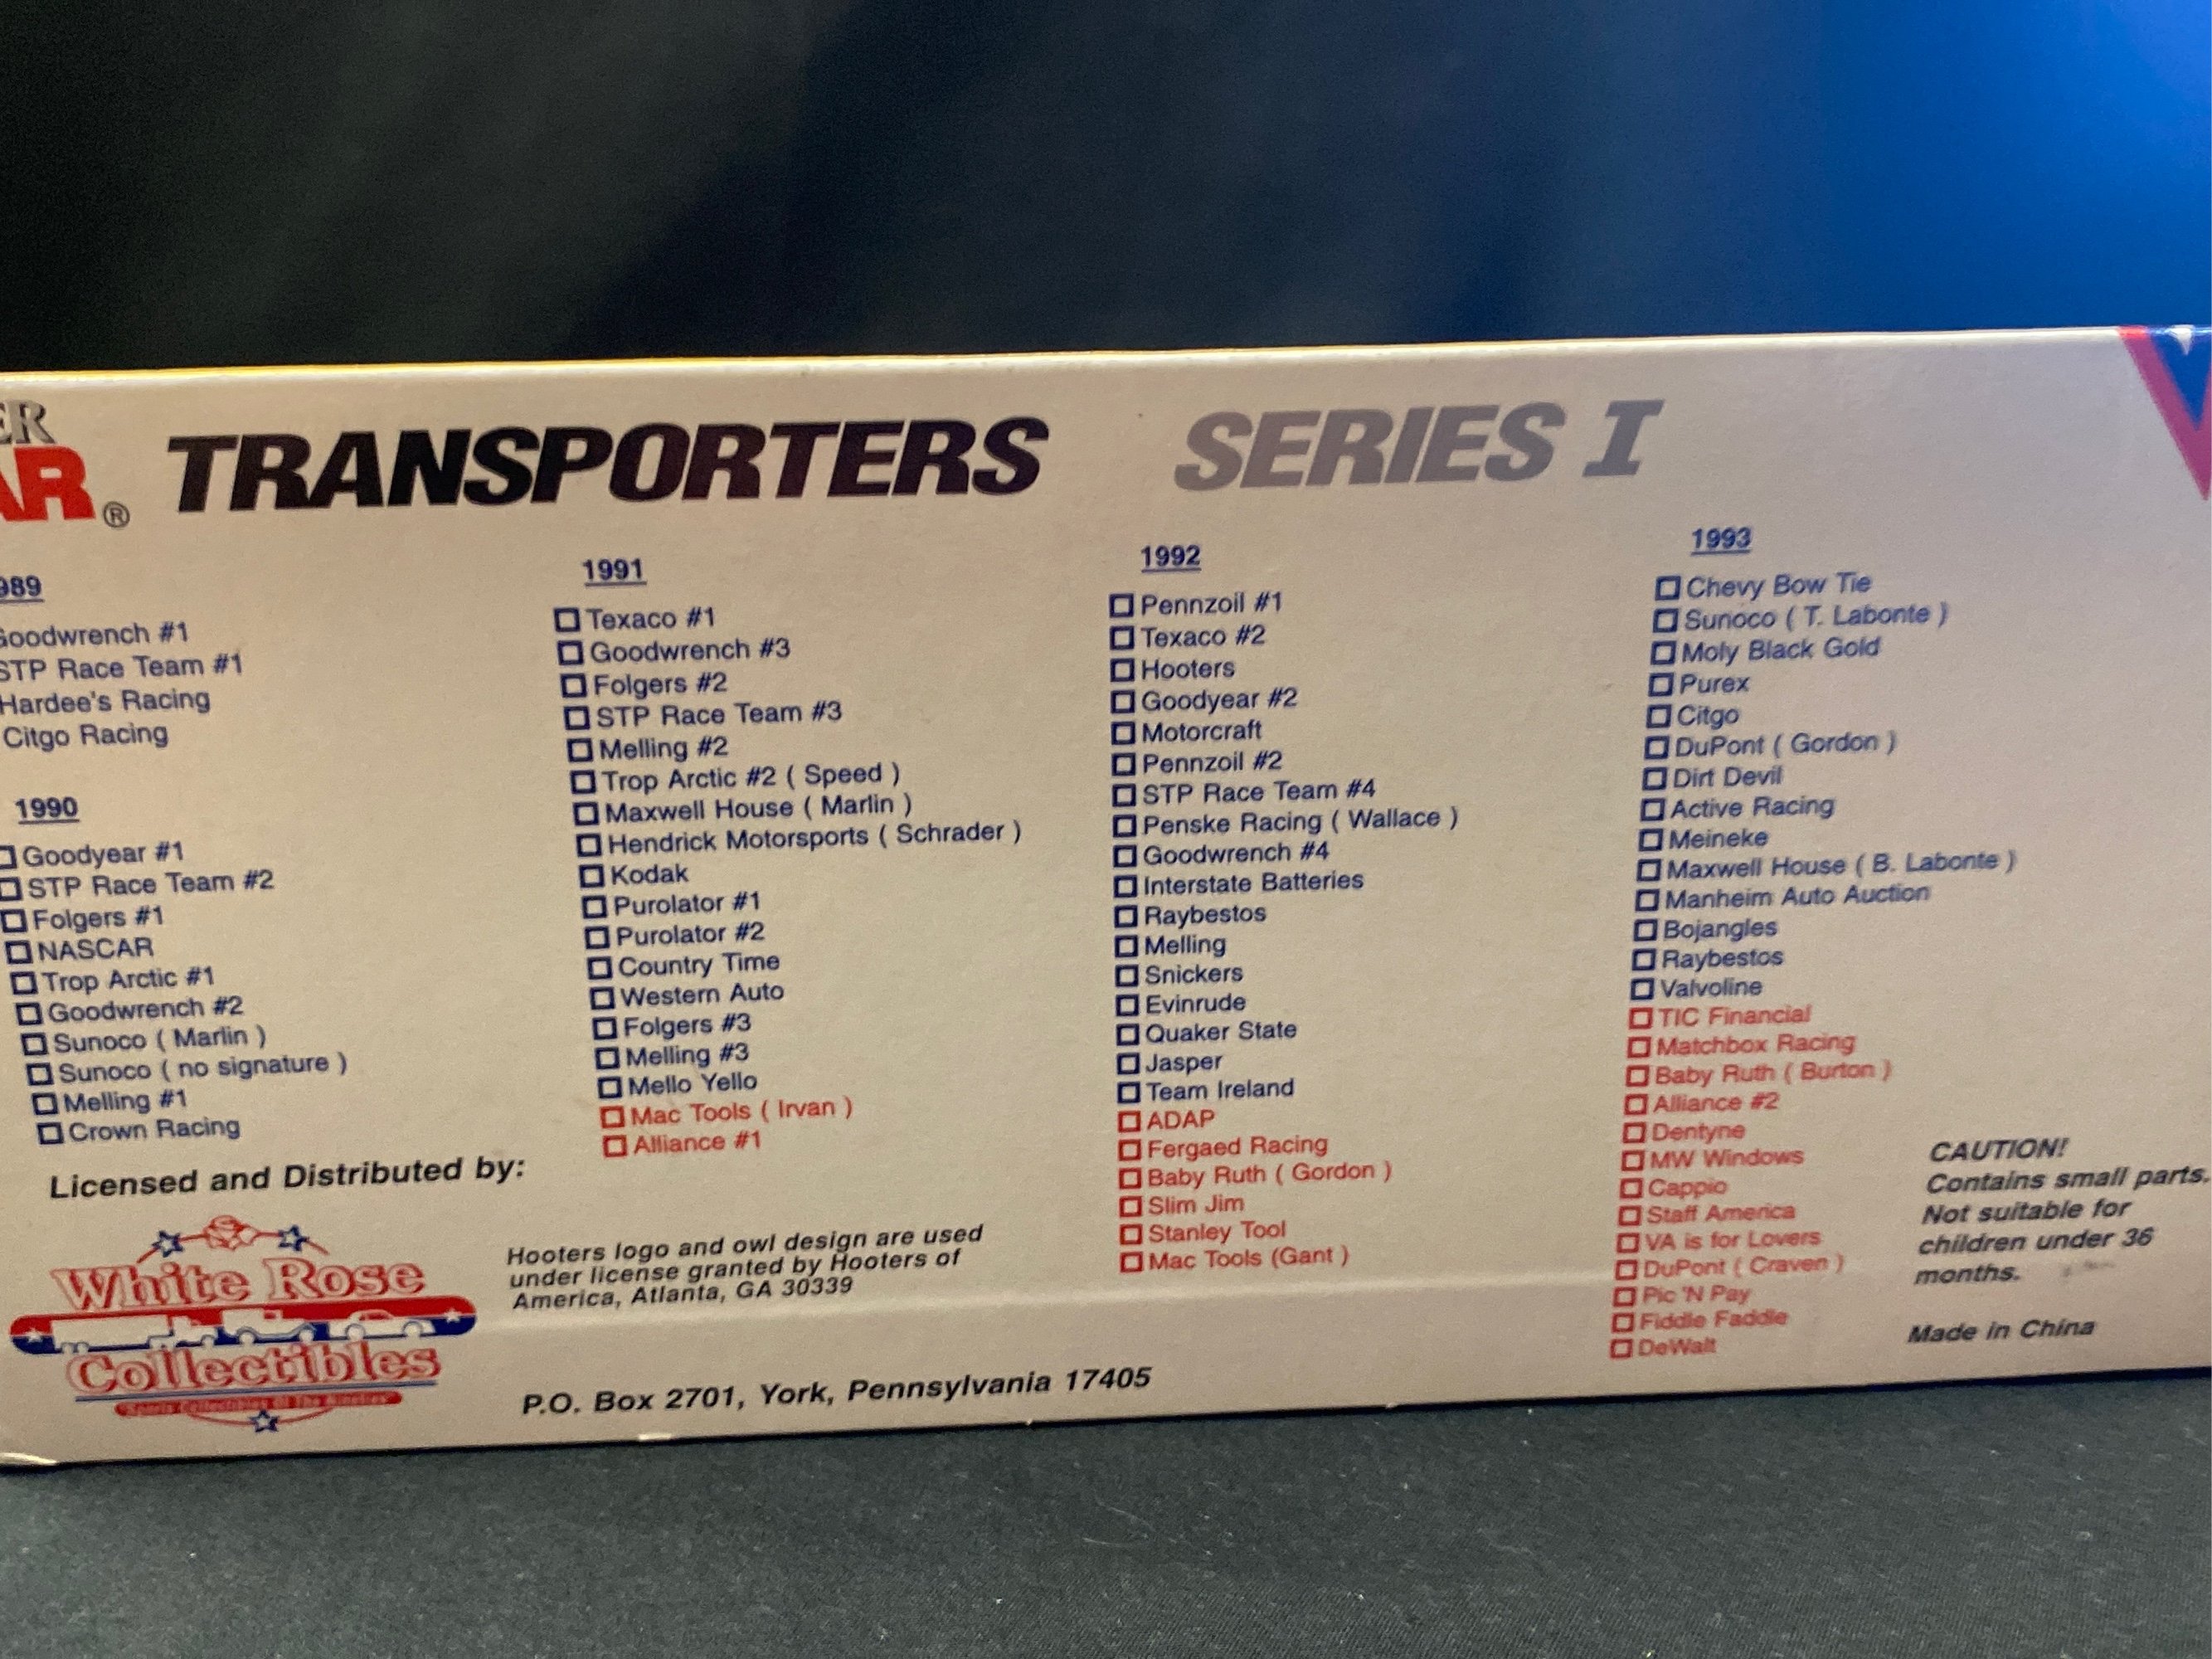 ER
AR® TRANSPORTERS SERIES I
989
Goodwrench #1
STP Race Team #1
Hardee's Racing
Citgo Racing
1990
Goodyear #1
STP Race Team #2
Folgers #1
NASCAR
Trop Arctic #1
Goodwrench #2
Sunoco ( Marlin )
Sunoco ( no signature )
Melling #1
Crown Racing
1991
Texaco #1
Goodwrench #3
Folgers #2
STP Race Team #3
Melling #2
Trop Arctic #2 ( Speed )
Maxwell House ( Marlin )
Hendrick Motorsports ( Schrader )
Kodak
Purolator #1
Purolator #2
Country Time
Western Auto
Folgers #3
Melling #3
Mello Yello
Mac Tools ( Irvan )
Alliance #1
1992
Pennzoil #1
Texaco #2
Hooters
Goodyear #2
Motorcraft
Pennzoil #2
STP Race Team #4
Penske Racing ( Wallace )
Goodwrench #4
Interstate Batteries
Raybestos
Melling
Snickers
Evinrude
Quaker State
Jasper
Team Ireland
ADAP
Fergaed Racing
Baby Ruth ( Gordon )
Slim Jim
Stanley Tool
Mac Tools (Gant )
1993
Chevy Bow Tie
Sunoco ( T. Labonte )
Moly Black Gold
Purex
Citgo
DuPont ( Gordon )
Dirt Devil
Active Racing
Meineke
Maxwell House ( B. Labonte )
Manheim Auto Auction
Bojangles
Raybestos
Valvoline
TIC Financial
Matchbox Racing
Baby Ruth ( Burton )
Alliance #2
Dentyne
MW Windows
Cappio
Staff America
VA is for Lovers
DuPont ( Craven )
Pic 'N Pay
Fiddle Faddle
DeWalt
CAUTION!
Contains small parts.
Not suitable for
children under 36
months.
Made in China
Licensed and Distributed by:
White Rose
Collectibles
Hooters logo and owl design are used
under license granted by Hooters of
America, Atlanta, GA 30339
P.O. Box 2701, York, Pennsylvania 17405